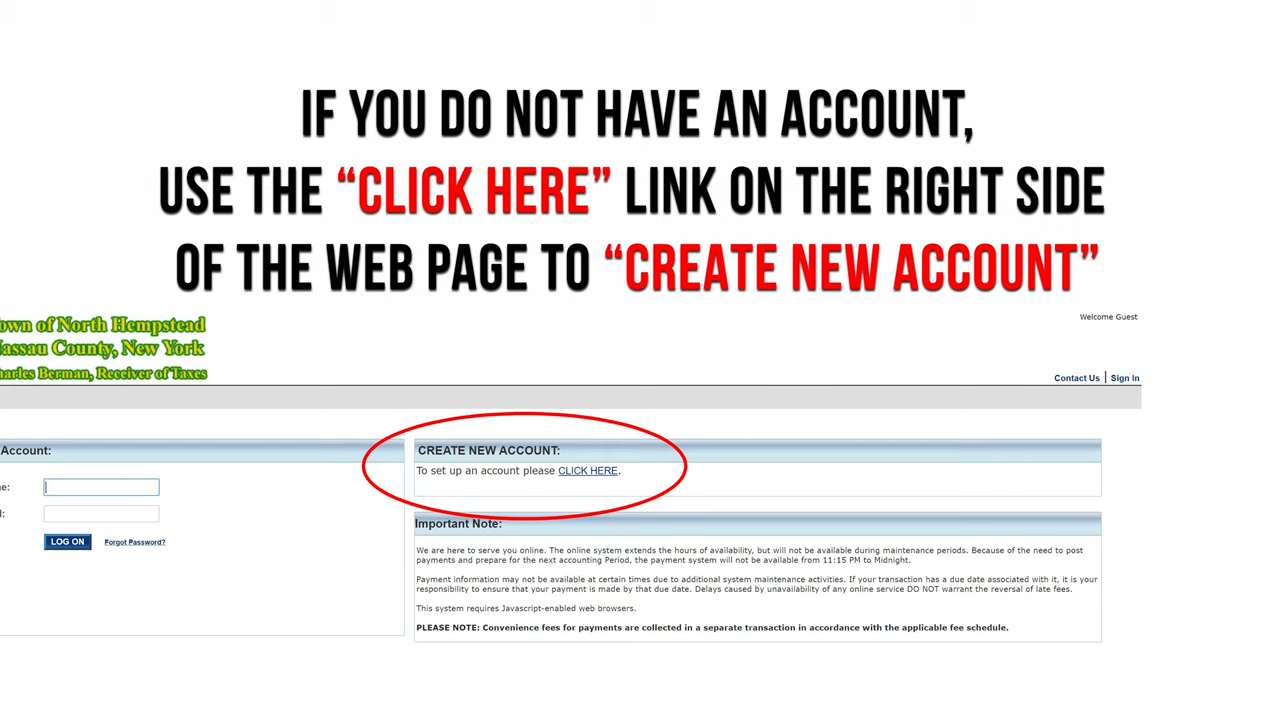 IF YOU DO NOT HAVE AN ACCOUNT,
USE THE “CLICK HERE” LINK ON THE RIGHT SIDE
OF THE WEB PAGE TO “CREATE NEW ACCOUNT”
own of North Hempstead
assau County, New York
arles Berman, Receiver of Taxes
Welcome Guest
Contact Us | Sign In
Account:
e:
:
LOG ON
Forgot Password?
CREATE NEW ACCOUNT:
To set up an account please CLICK HERE.
Important Note:
We are here to serve you online. The online system extends the hours of availability, but will not be available during maintenance periods. Because of the need to post
payments and prepare for the next accounting Period, the payment system will not be available from 11:15 PM to Midnight.
Payment information may not be available at certain times due to additional system maintenance activities. If your transaction has a due date associated with it, it is your
responsibility to ensure that your payment is made by that due date. Delays caused by unavailability of any online service DO NOT warrant the reversal of late fees.
This system requires Javascript-enabled web browsers.
PLEASE NOTE: Convenience fees for payments are collected in a separate transaction in accordance with the applicable fee schedule.